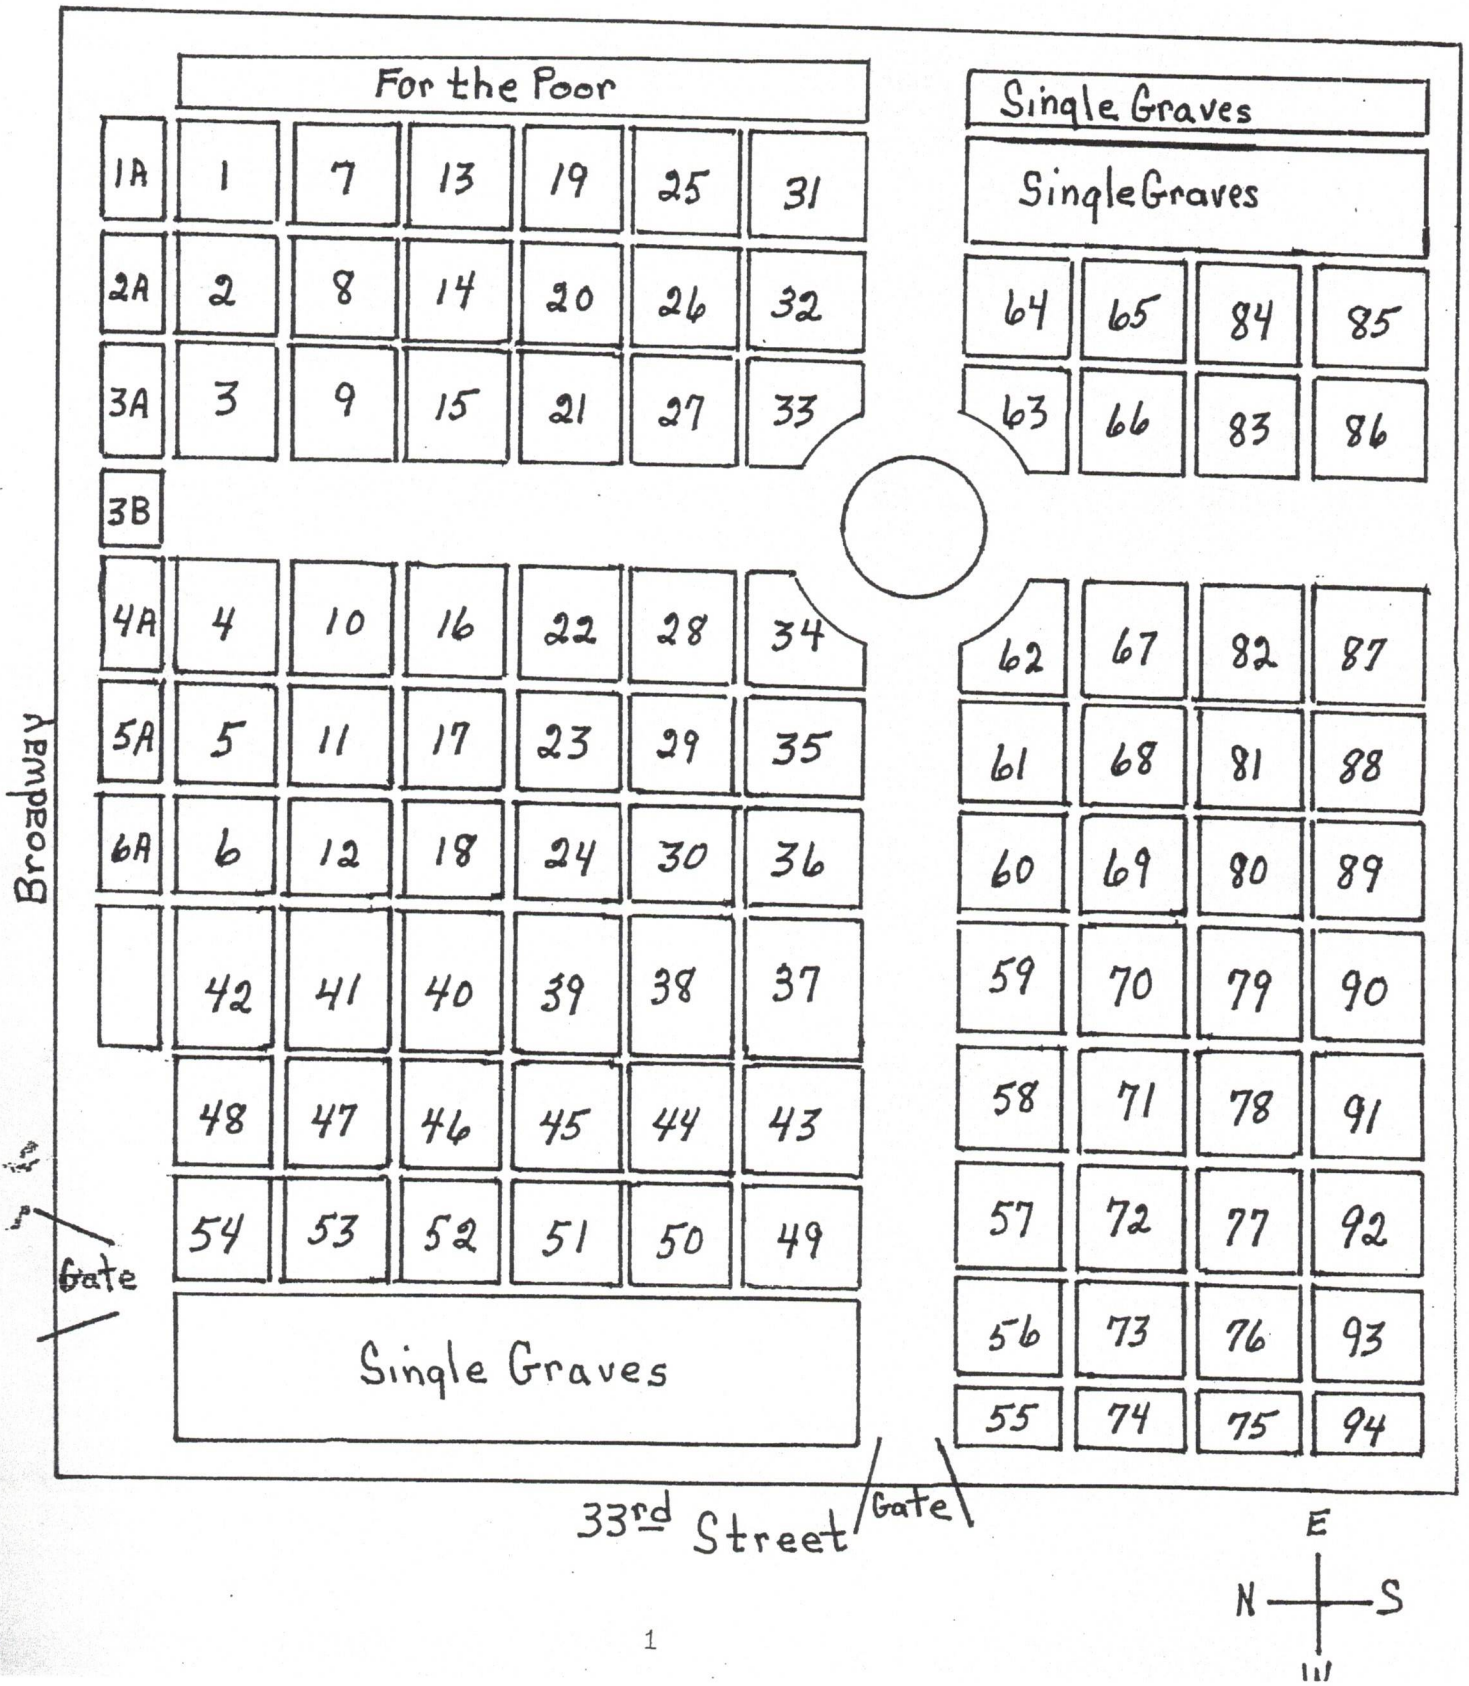 For the Poor
Single Graves
Single Graves
1A 1 7 13 19 25 31
2A 2 8 14 20 26 32 64 65 84 85
3A 3 9 15 21 27 33 63 66 83 86
3B
4A 4 10 16 22 28 34 62 67 82 87
5A 5 11 17 23 29 35 61 68 81 88
6A 6 12 18 24 30 36 60 69 80 89
42 41 40 39 38 37 59 70 79 90
48 47 46 45 44 43 58 71 78 91
54 53 52 51 50 49 57 72 77 92
56 73 76 93
55 74 75 94
Broadway
Gate
Single Graves
33rd Street
Gate
E
N S
W
1